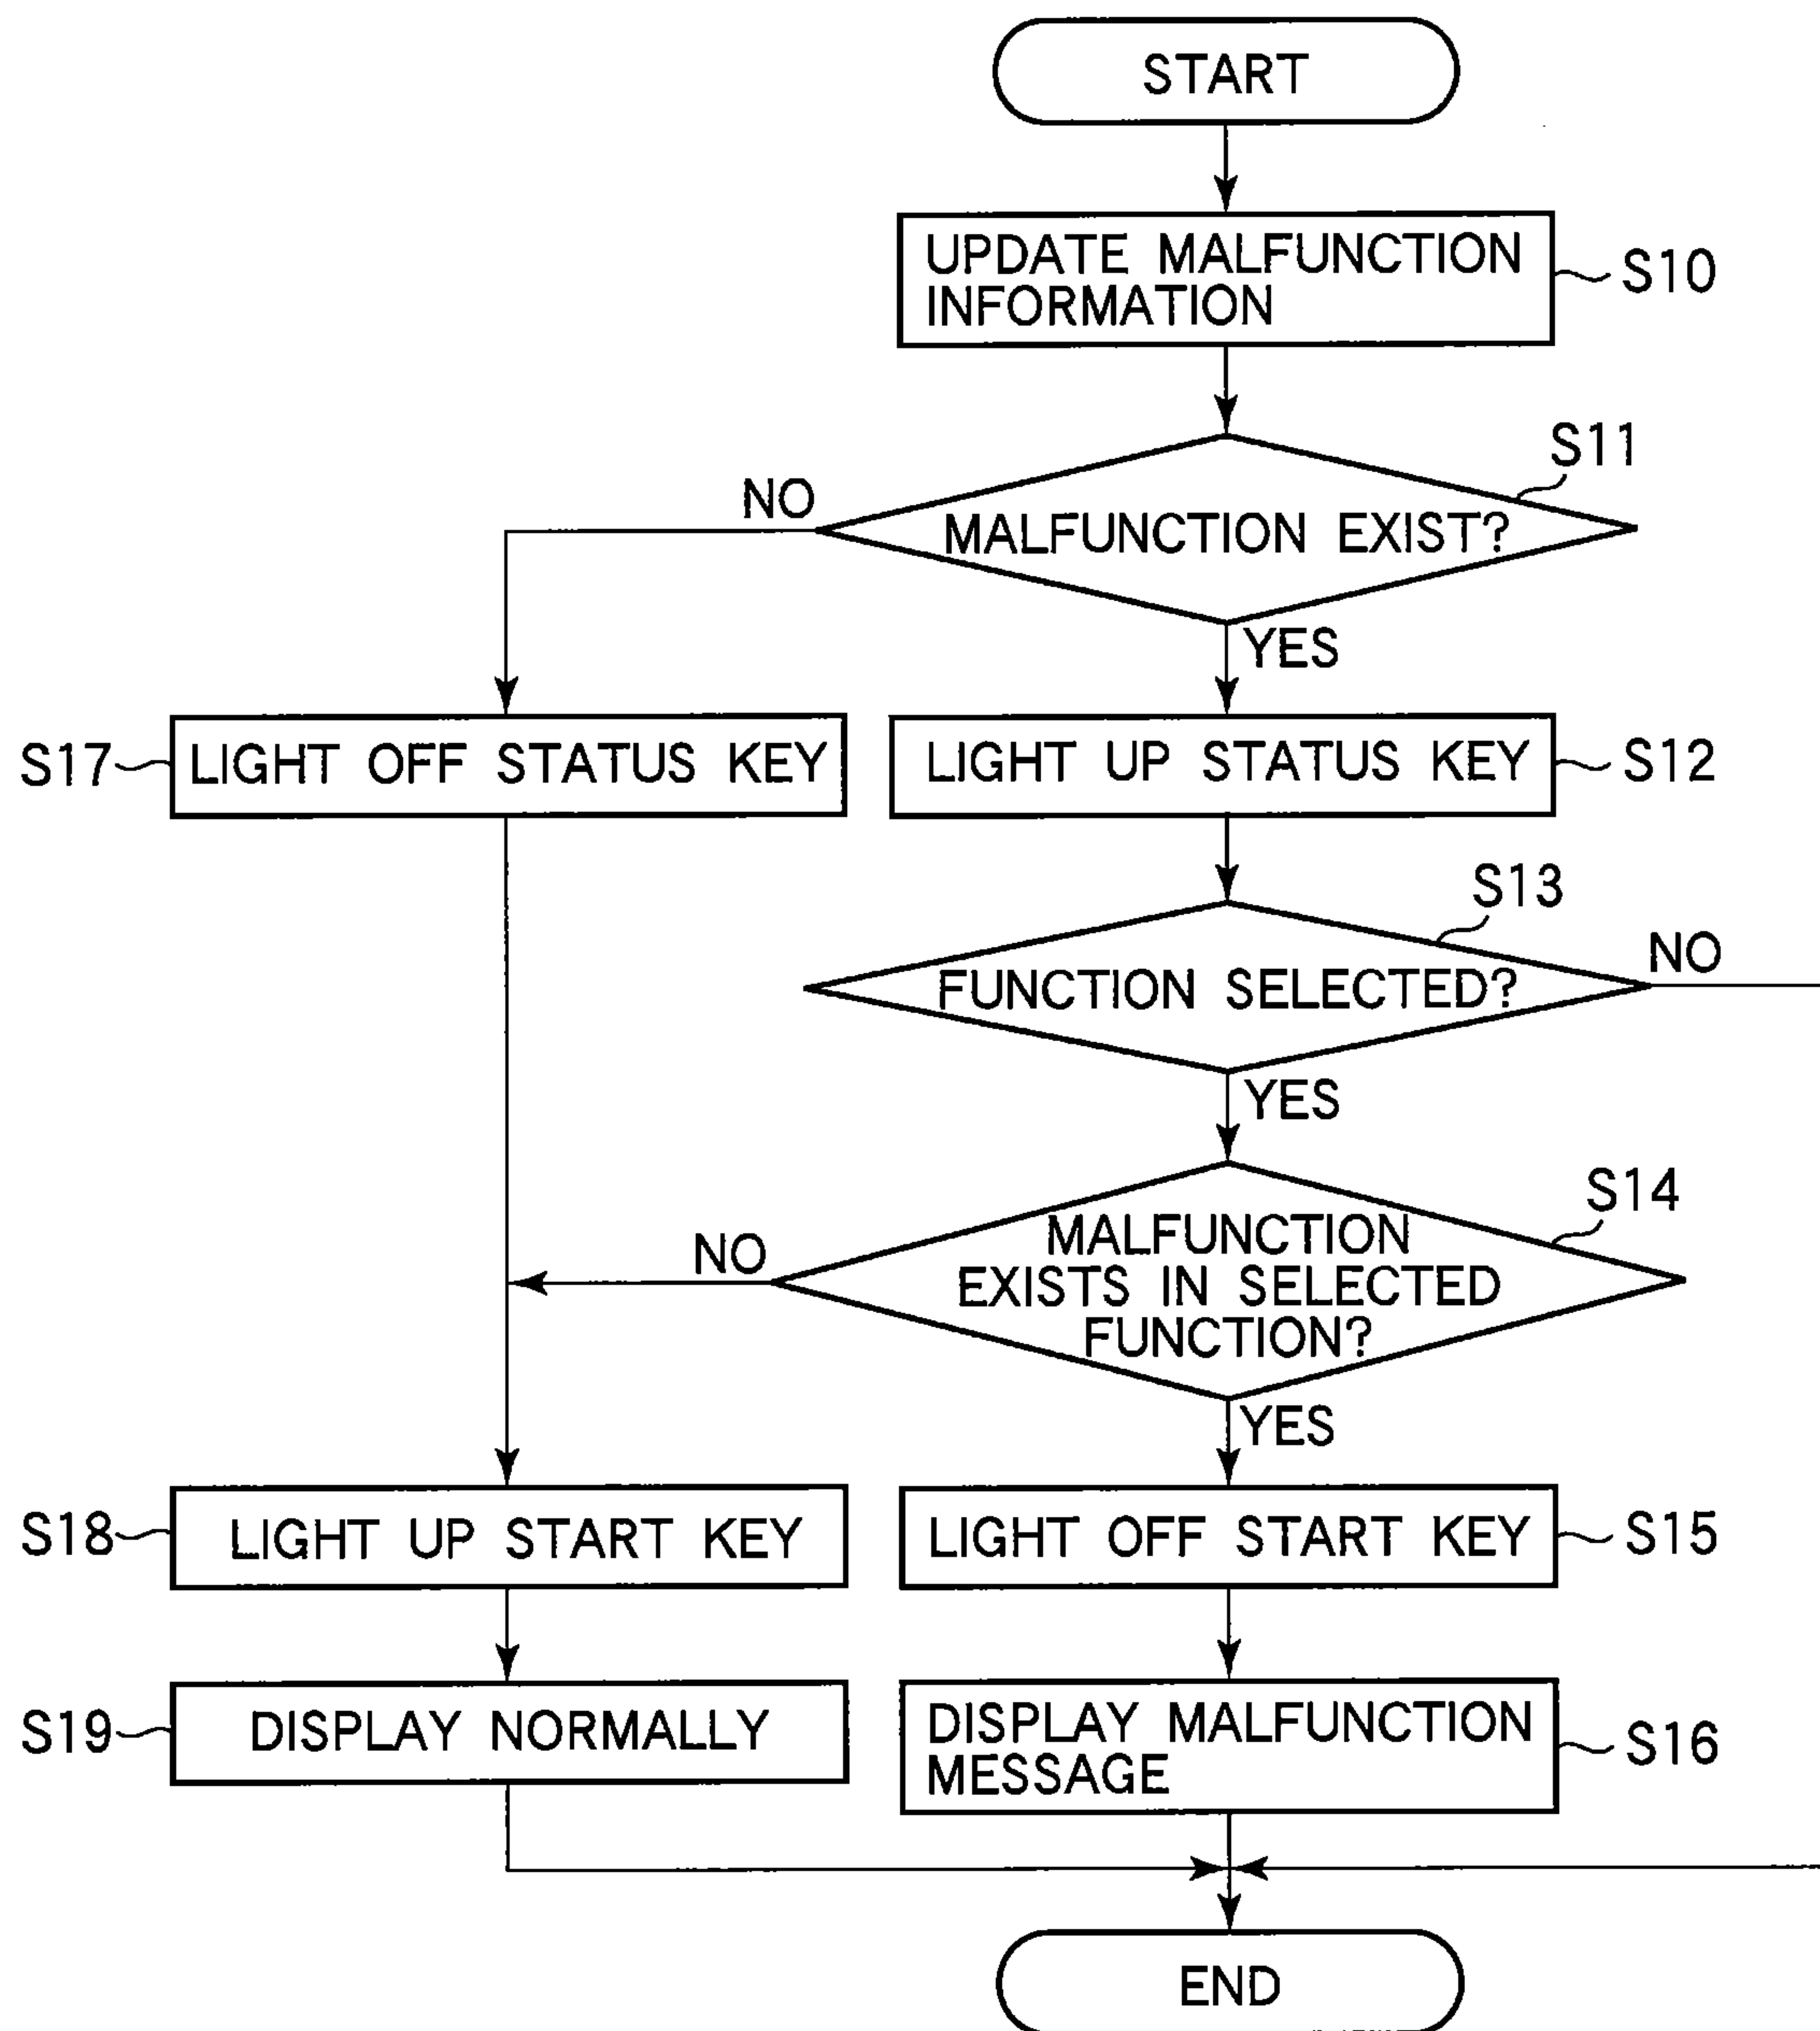 START
UPDATE MALFUNCTION
INFORMATION
S10
S11
NO
MALFUNCTION EXIST?
YES
S17
LIGHT OFF STATUS KEY
LIGHT UP STATUS KEY
S12
S13
NO
FUNCTION SELECTED?
YES
S14
NO
MALFUNCTION
EXISTS IN SELECTED
FUNCTION?
YES
S18
LIGHT UP START KEY
LIGHT OFF START KEY
S15
S19
DISPLAY NORMALLY
DISPLAY MALFUNCTION
MESSAGE
S16
END